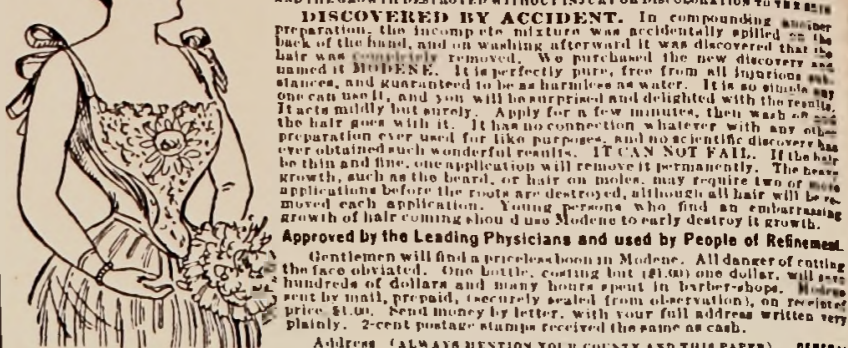 AND THE GROWTH DESTROYED WITHOUT INJURY OR DISCOLORATION TO THE
DISCOVERED BY ACCIDENT. In compounding
preparation, the incomplete mixture was accidentally spilled on the
back of the hand, and on washing afterward it was discovered that the
hair was completely removed. We purchased the new discovery and
named it MODENE. It is perfectly pure, free from all injurious
stances, and guaranteed to be as harmless as water. It is so simple any
one can use it, and you will be surprised and delighted with the results.
It acts mildly but surely. Apply for a few minutes, then wash
the hair goes with it. It has no connection whatever with any other
preparation ever used for like purposes, and no scientific discovery has
ever obtained such wonderful results. IT CAN NOT FAIL. If the hair
be thin and fine, one application will remove it permanently. The heavy
growth, such as the beard, or hair on moles, may require two or more
applications before the roots are destroyed, although all hair will be re-
moved each application. Young persons who find an embarrassing
growth of hair coming shou d use Modene to early destroy it growth.
Approved by the Leading Physicians and used by People of Refinement.
Gentlemen will find a priceless boon in Modene. All danger of cutting
the face obviated. One bottle, costing but ($1.00) one dollar, will save
hundreds of dollars and many hours spent in barber-shops. Modene
sent by mail, prepaid, (securely sealed from observation), on receipt of
price $1.00. Send money by letter, with your full address written very
plainly. 2-cent postage stamps received the same as cash.
Address (ALWAYS MENTION YOUR COUNTY AND THIS PAPER)